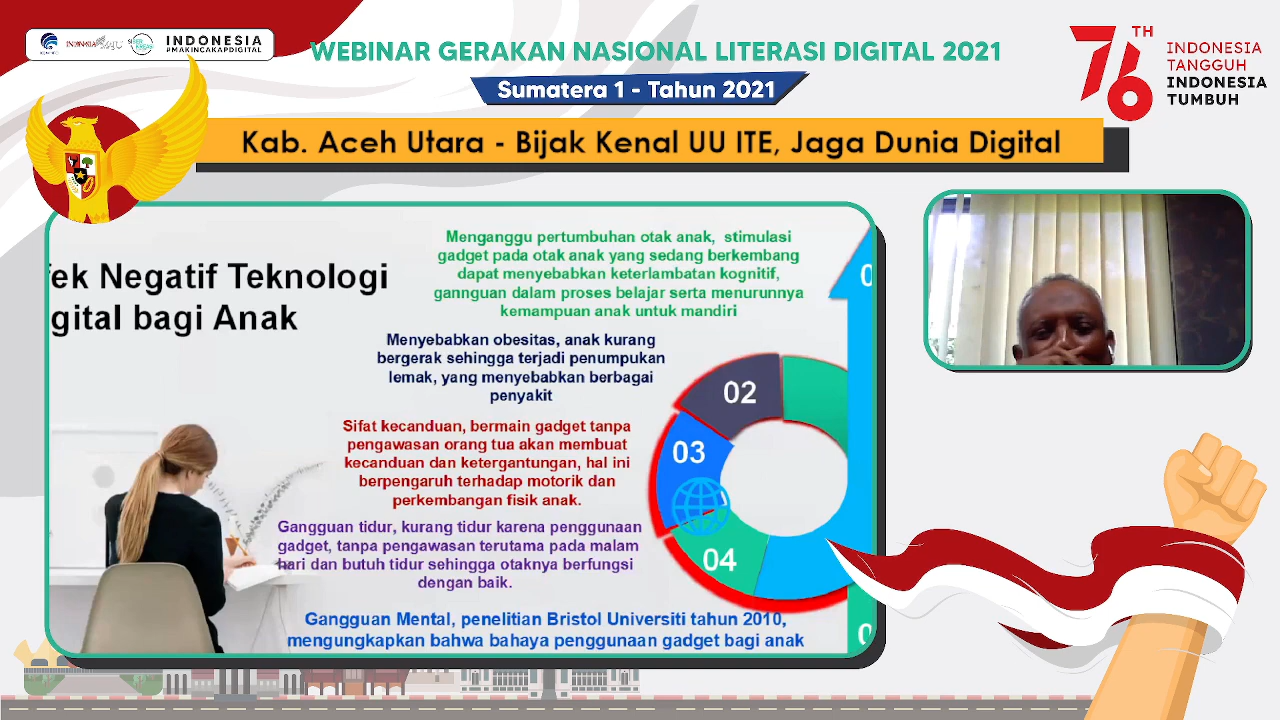 INDONESIA
#MAKINCAKAPDIGITAL
WEBINAR GERAKAN NASIONAL LITERASI DIGITAL 2021
Sumatera 1 - Tahun 2021
76TH
INDONESIA
TANGGUH
INDONESIA
TUMBUH
Kab. Aceh Utara - Bijak Kenal UU ITE, Jaga Dunia Digital
ek Negatif Teknologi
gital bagi Anak
Menganggu pertumbuhan otak anak, stimulasi
gadget pada otak anak yang sedang berkembang
dapat menyebabkan keterlambatan kognitif,
gannguan dalam proses belajar serta menurunnya
kemampuan anak untuk mandiri
Menyebabkan obesitas, anak kurang
bergerak sehingga terjadi penumpukan
lemak, yang menyebabkan berbagai
penyakit
Sifat kecanduan, bermain gadget tanpa
pengawasan orang tua akan membuat
kecanduan dan ketergantungan, hal ini
berpengaruh terhadap motorik dan
perkembangan fisik anak.
Gangguan tidur, kurang tidur karena penggunaan
gadget, tanpa pengawasan terutama pada malam
hari dan butuh tidur sehingga otaknya berfungsi
dengan baik.
Gangguan Mental, penelitian Bristol Universiti tahun 2010,
mengungkapkan bahwa bahaya penggunaan gadget bagi anak
02
03
04
0
0